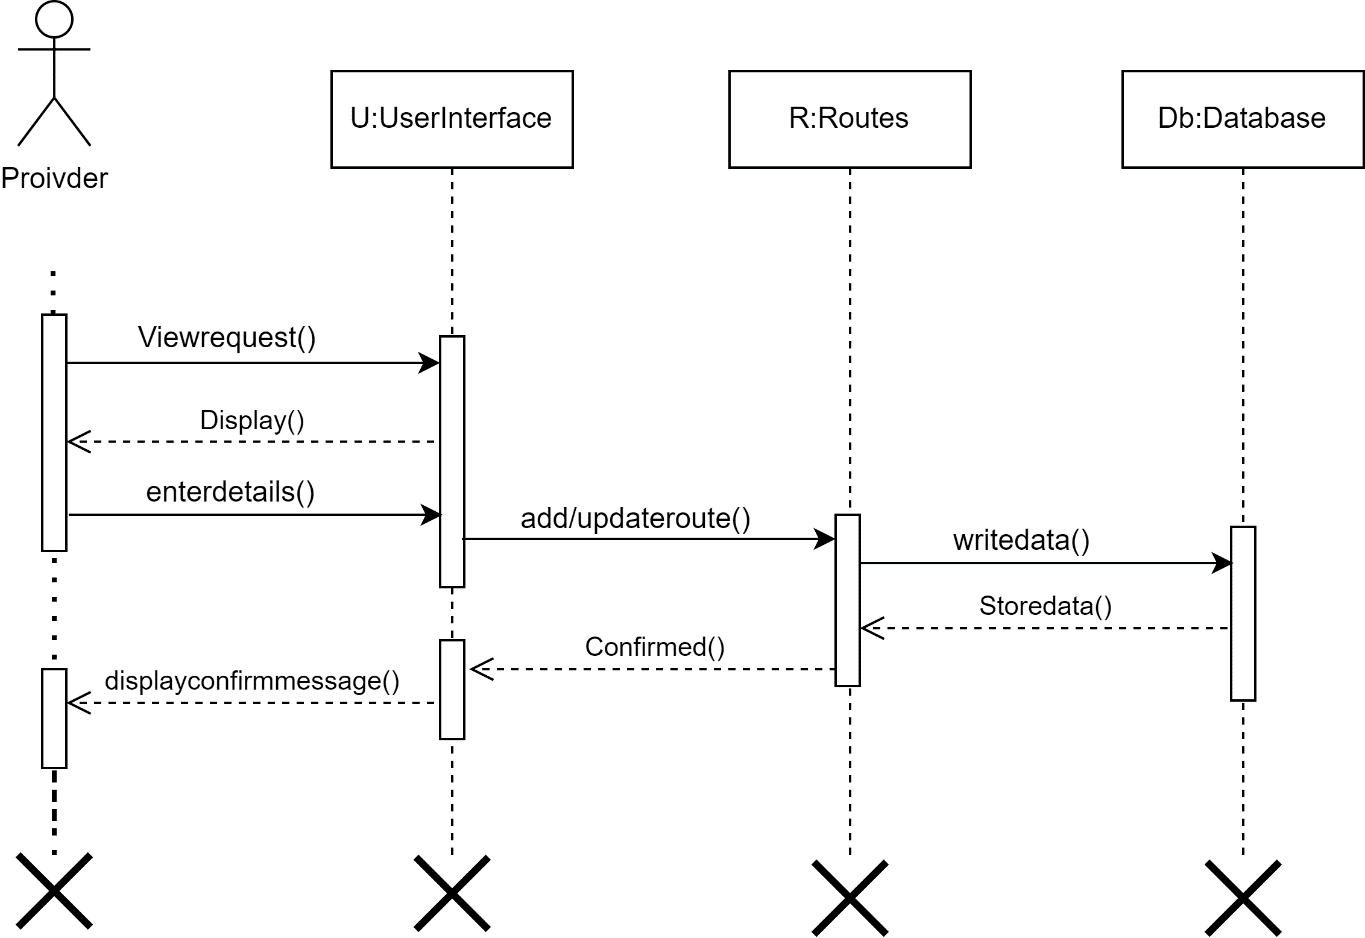 U:UserInterface
R:Routes
Db:Database
Proivder
Viewrequest()
Display()
enterdetails()
add/updateroute()
writedata()
Storedata()
Confirmed()
displayconfirmmessage()